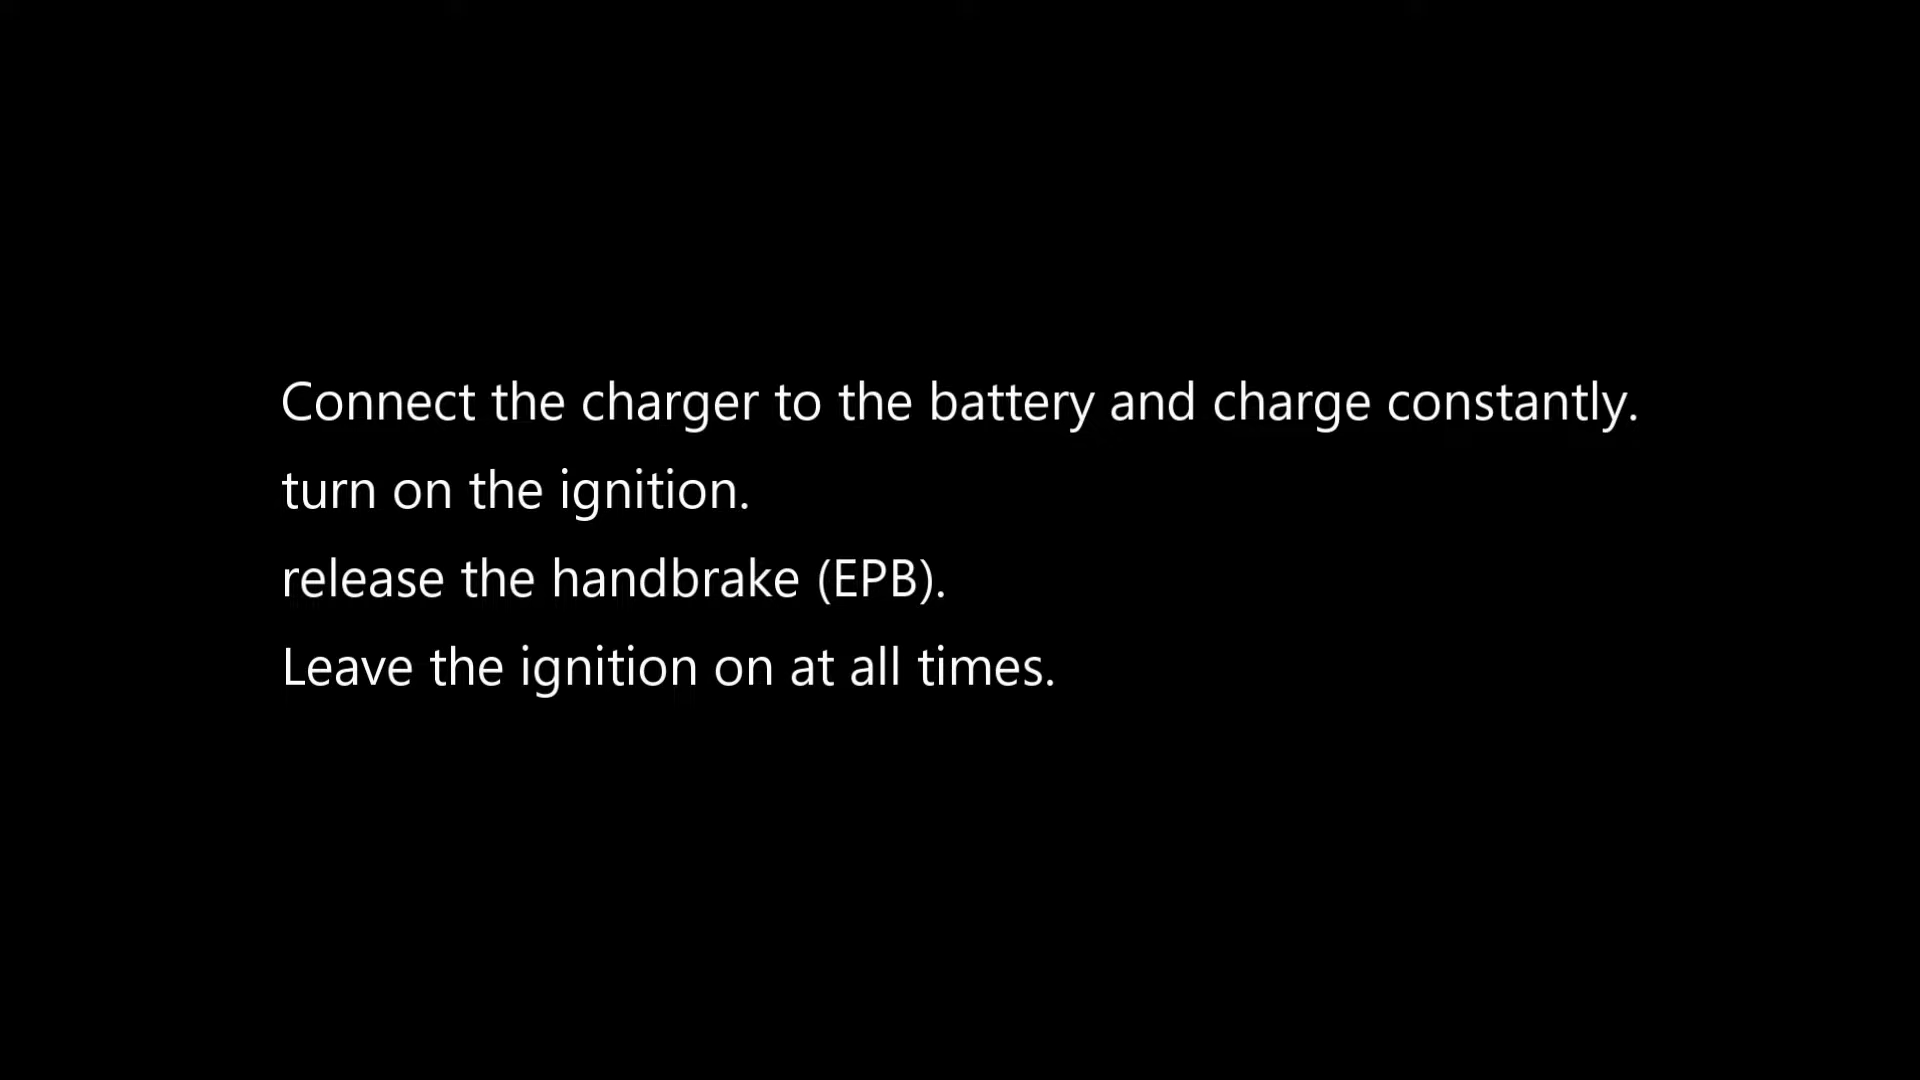 Connect the charger to the battery and charge constantly.
turn on the ignition.
release the handbrake (EPB).
Leave the ignition on at all times.